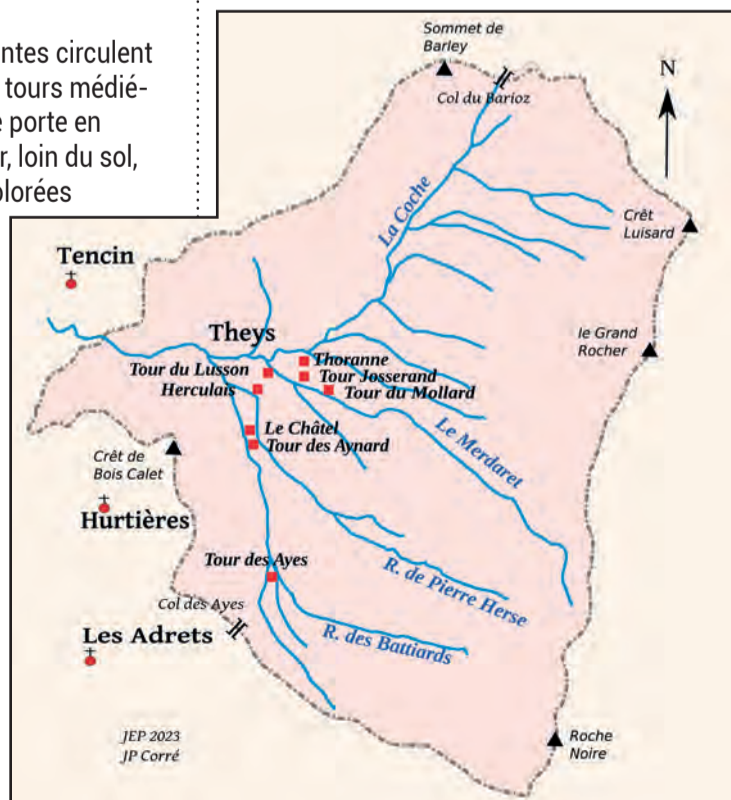 ntes circulent
tours médié-
e porte en
r, loin du sol,
plorées
Sommet de
Barley
Col du Barioz
N
La Coche
Crêt
Luisard
Tencin
Theys
le Grand
Rocher
Thoranne
Tour du Lusson
Tour Josserand
Herculais
Tour du Mollard
Le Châtel
Tour des Aynard
Le Merdaret
Crêt de
Bois Calet
Hurtières
Tour des Ayes
R. de Pierre Herse
Col des Ayes
Les Adrets
R. des Battiards
JEP 2023
JP Corré
Roche
Noire